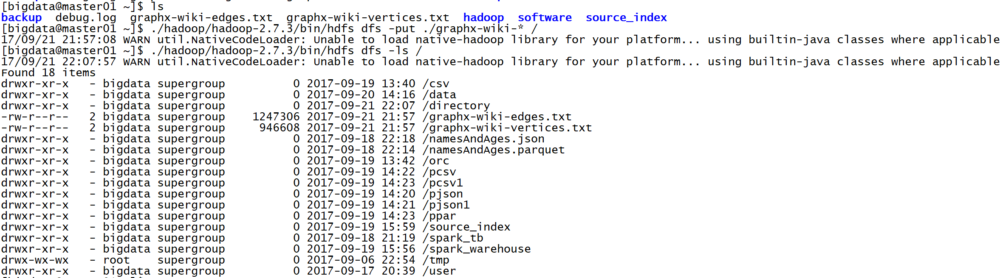 [bigdata@master01 ~]$ ls
backup  debug.log  graphx-wiki-edges.txt  graphx-wiki-vertices.txt  hadoop  software  source_index
[bigdata@master01 ~]$ ./hadoop/hadoop-2.7.3/bin/hdfs dfs -put ./graphx-wiki-* /
17/09/21 21:57:08 WARN util.NativeCodeLoader: Unable to load native-hadoop library for your platform... using builtin-java classes where applicable
[bigdata@master01 ~]$ ./hadoop/hadoop-2.7.3/bin/hdfs dfs -ls /
17/09/21 22:07:57 WARN util.NativeCodeLoader: Unable to load native-hadoop library for your platform... using builtin-java classes where applicable
Found 18 items
drwxr-xr-x   - bigdata supergroup          0 2017-09-19 13:40 /csv
drwxr-xr-x   - bigdata supergroup          0 2017-09-20 14:16 /data
drwxr-xr-x   - bigdata supergroup          0 2017-09-21 22:07 /directory
-rw-r--r--   2 bigdata supergroup    1247306 2017-09-21 21:57 /graphx-wiki-edges.txt
-rw-r--r--   2 bigdata supergroup     946608 2017-09-21 21:57 /graphx-wiki-vertices.txt
drwxr-xr-x   - bigdata supergroup          0 2017-09-18 22:18 /namesAndAges.json
drwxr-xr-x   - bigdata supergroup          0 2017-09-18 22:14 /namesAndAges.parquet
drwxr-xr-x   - bigdata supergroup          0 2017-09-19 13:42 /orc
drwxr-xr-x   - bigdata supergroup          0 2017-09-19 14:22 /pcsv
drwxr-xr-x   - bigdata supergroup          0 2017-09-19 14:23 /pcsv1
drwxr-xr-x   - bigdata supergroup          0 2017-09-19 14:20 /pjson
drwxr-xr-x   - bigdata supergroup          0 2017-09-19 14:21 /pjson1
drwxr-xr-x   - bigdata supergroup          0 2017-09-19 14:23 /ppar
drwxr-xr-x   - bigdata supergroup          0 2017-09-19 15:59 /source_index
drwxr-xr-x   - bigdata supergroup          0 2017-09-18 21:19 /spark_tb
drwxr-xr-x   - bigdata supergroup          0 2017-09-19 15:56 /spark_warehouse
drwx-wx-wx   - root    supergroup          0 2017-09-06 22:54 /tmp
drwxr-xr-x   - bigdata supergroup          0 2017-09-17 20:39 /user